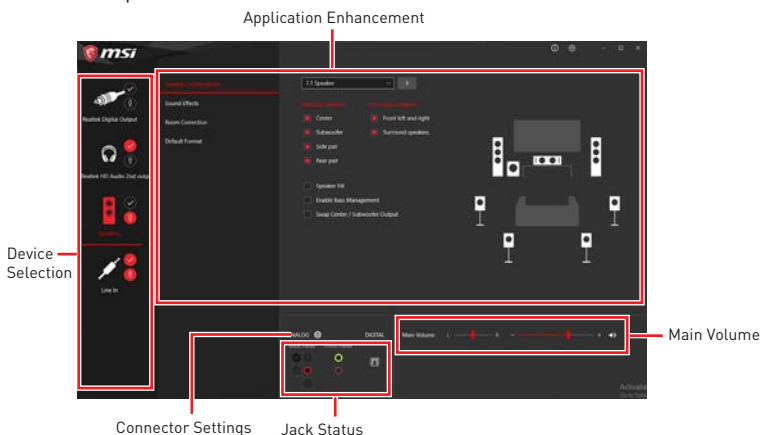 Application Enhancement
msi
7.1 Speaker
Realtek Digital Output
Sound Effects
Room Correction
Default Format
Center
Subwoofer
Side pair
Rear pair
Front left and right
Surround speakers
Realtek HD Audio 2nd outp
Speaker Fill
Enable Bass Management
Swap Center / Subwoofer Output
Speakers
Line In
Device
Selection
ANALOG
DIGITAL
Main Volume
L
R
Main Volume
Connector Settings
Jack Status